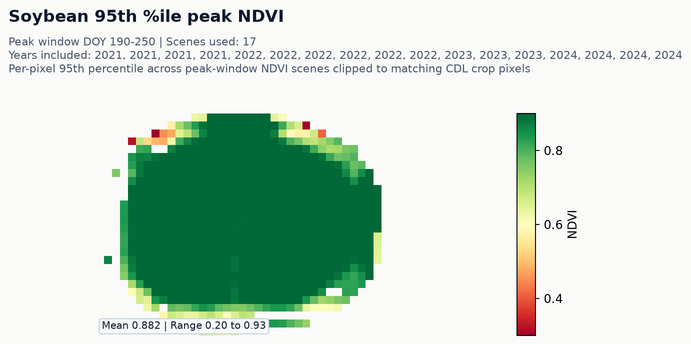 Soybean 95th %ile peak NDVI
Peak window DOY 190-250 | Scenes used: 17
Years included: 2021, 2021, 2021, 2021, 2022, 2022, 2022, 2022, 2022, 2022, 2023, 2023, 2023, 2024, 2024, 2024, 2024
Per-pixel 95th percentile across peak-window NDVI scenes clipped to matching CDL crop pixels
0.8
0.6
0.4
NDVI
Mean 0.882 | Range 0.20 to 0.93